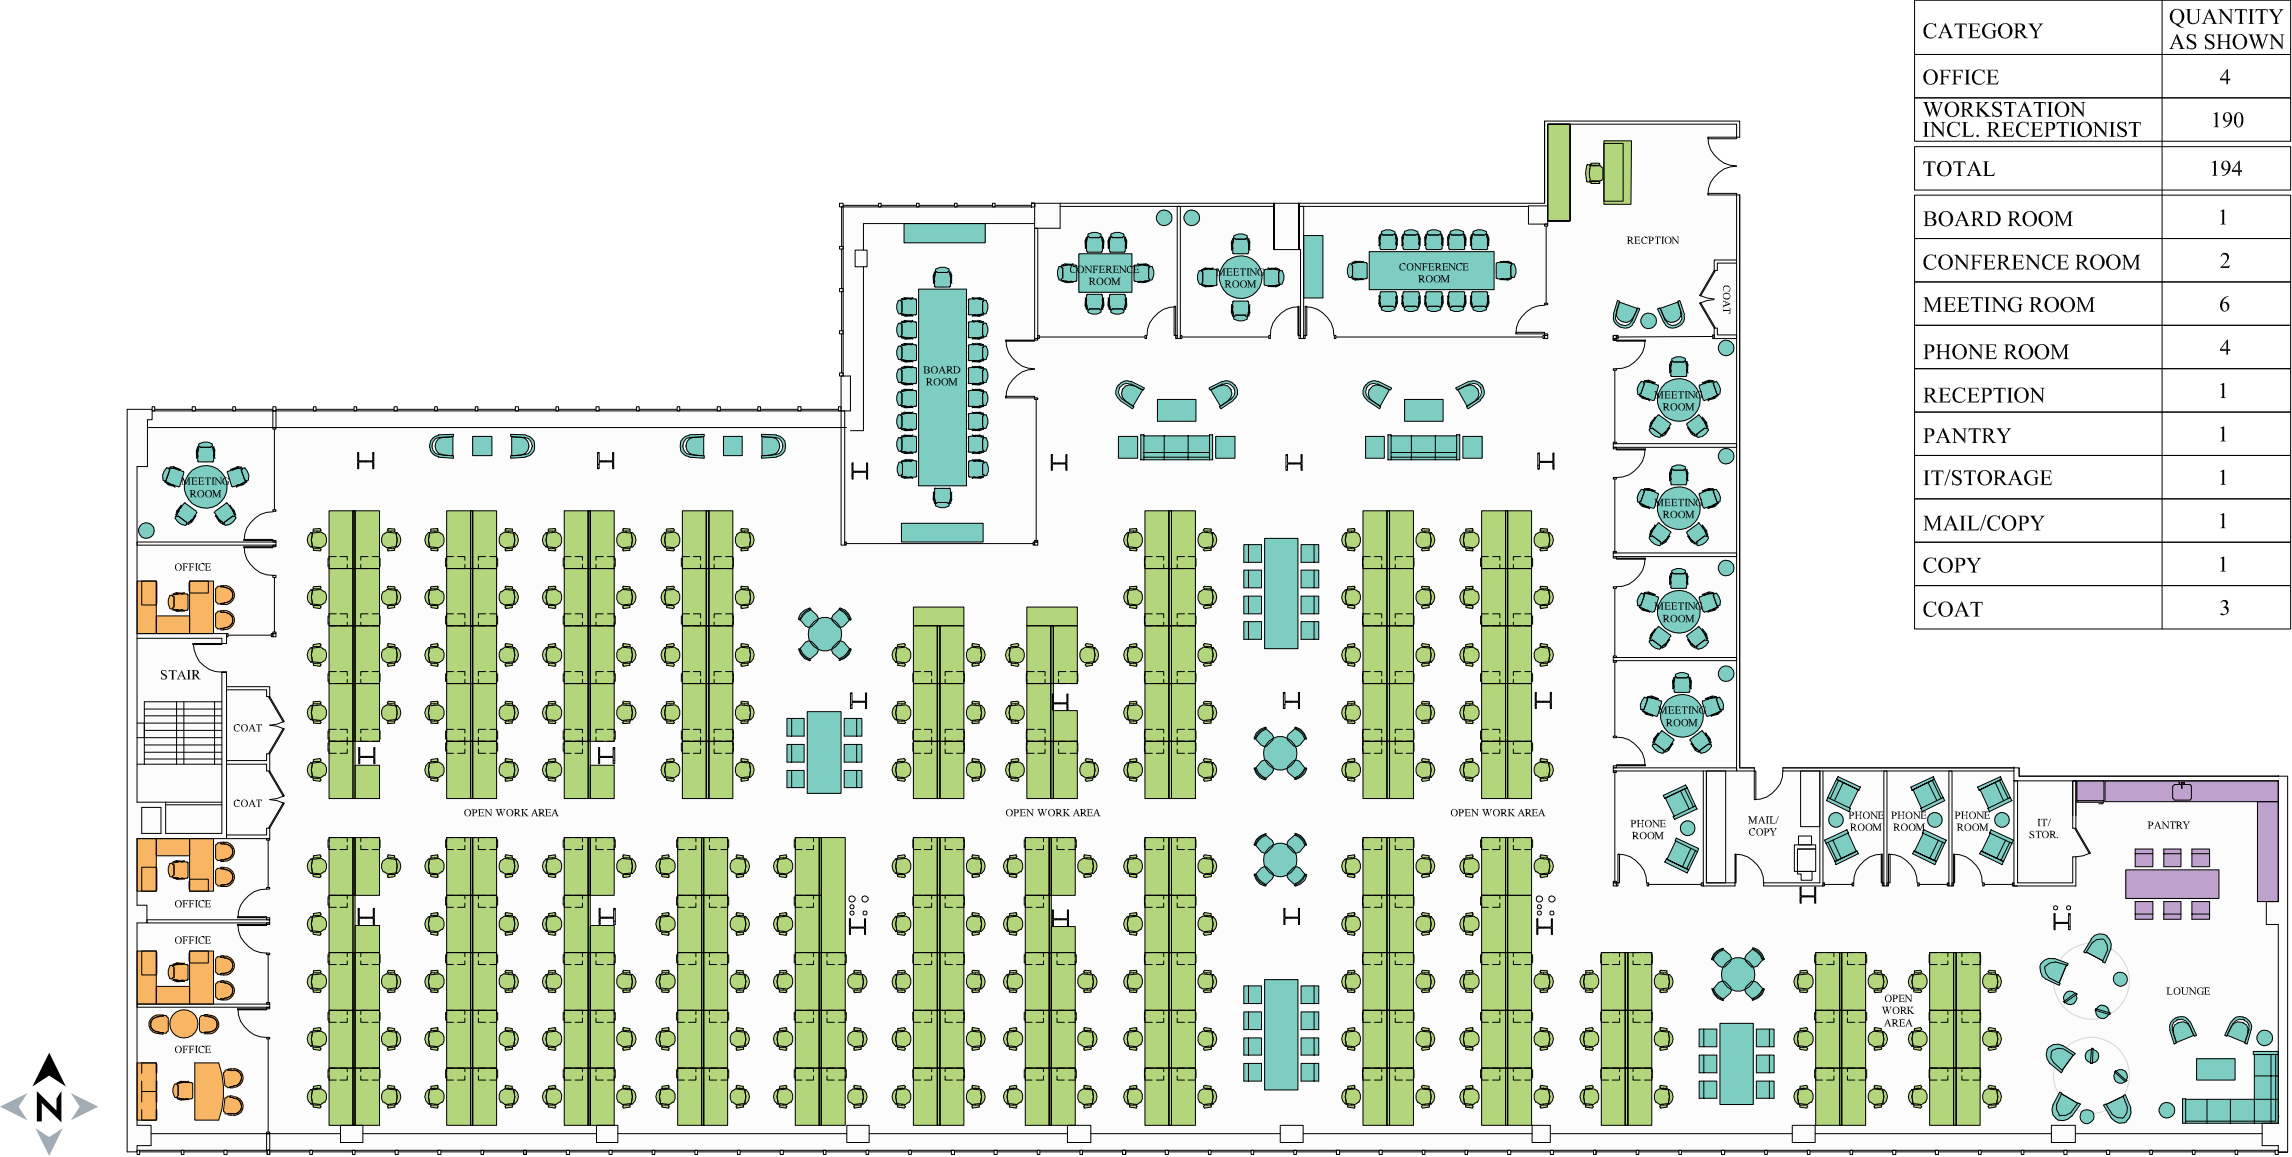 CATEGORY
QUANTITY
AS SHOWN
OFFICE
4
WORKSTATION
INCL. RECEPTIONIST
190
TOTAL
194
BOARD ROOM
1
CONFERENCE ROOM
2
MEETING ROOM
6
PHONE ROOM
4
RECEPTION
1
PANTRY
1
IT/STORAGE
1
MAIL/COPY
1
COPY
1
COAT
3
RECPTION
CONFERENCE
ROOM
MEETING
ROOM
CONFERENCE
ROOM
COAT
BOARD
ROOM
MEETING
ROOM
MEETING
ROOM
MEETING
ROOM
OFFICE
MEETING
ROOM
STAIR
MEETING
ROOM
COAT
COAT
OPEN WORK AREA
OPEN WORK AREA
OPEN WORK AREA
PHONE
ROOM
MAIL/
COPY
PHONE
ROOM
PHONE
ROOM
PHONE
ROOM
IT/
STOR.
PANTRY
OFFICE
OFFICE
LOUNGE
OPEN
WORK
AREA
OFFICE
N